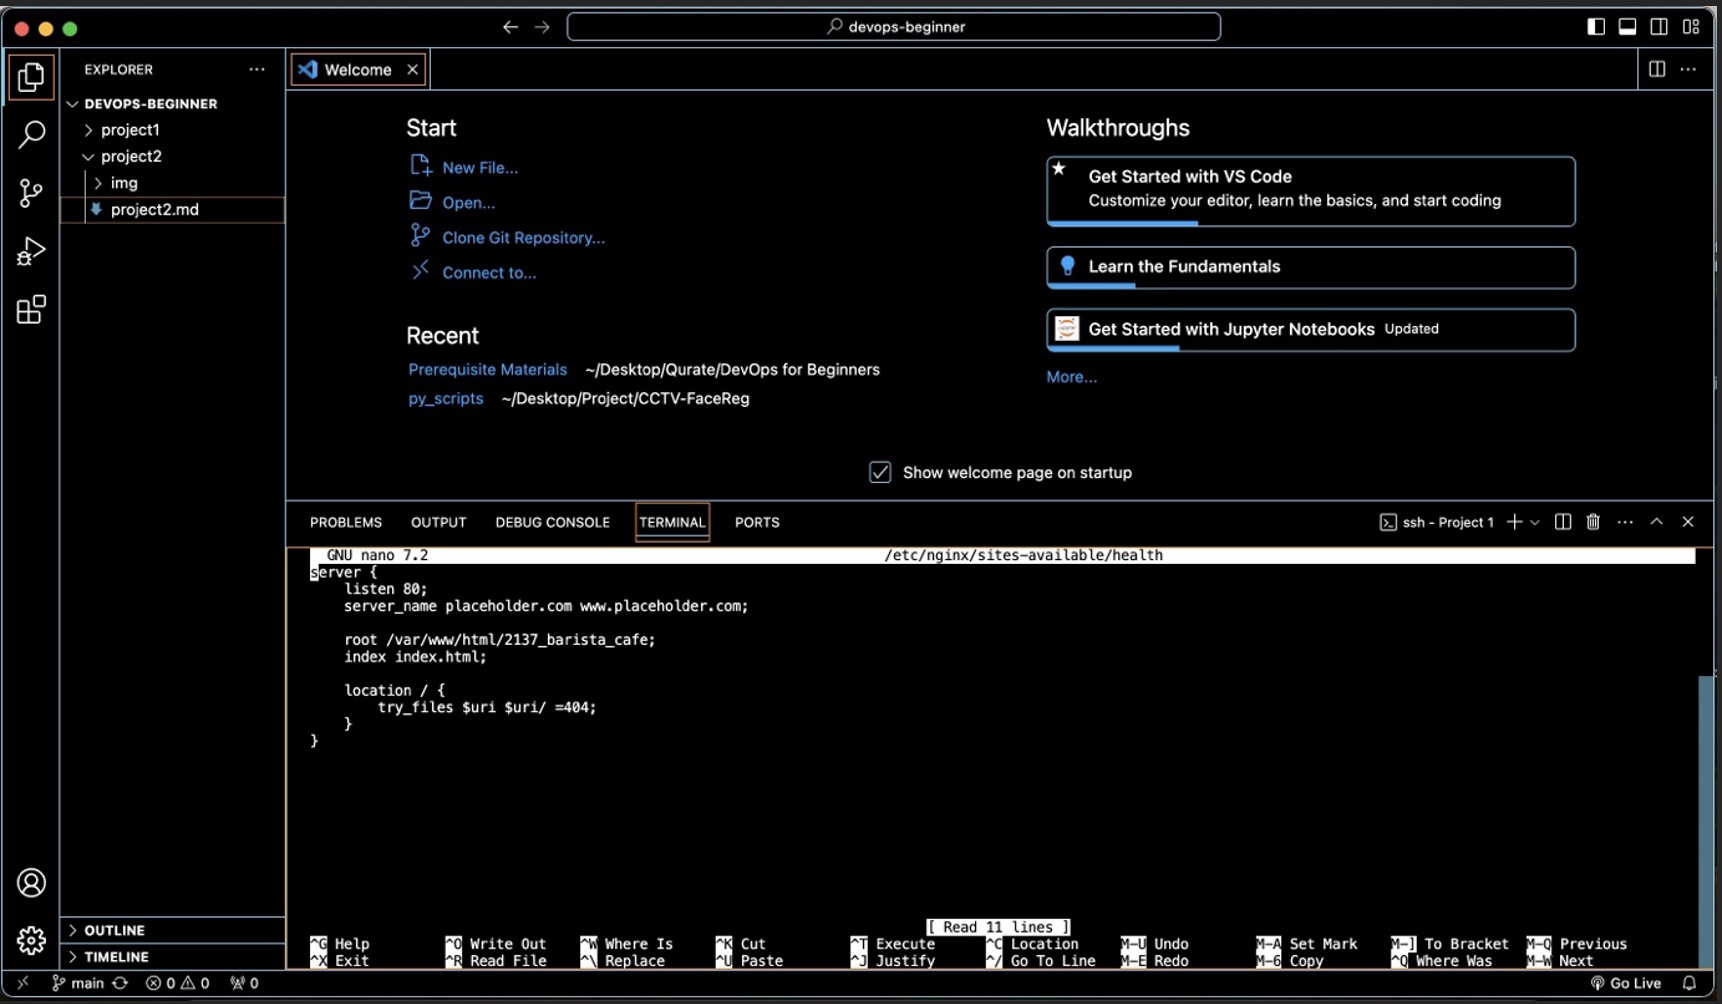 devops-beginner
EXPLORER
DEVOPS-BEGINNER
project1
project2
img
project2.md
OUTLINE
TIMELINE
Welcome
Start
New File...
Open...
Clone Git Repository...
Connect to...
Recent
Prerequisite Materials ~/Desktop/Qurate/DevOps for Beginners
py_scripts ~/Desktop/Project/CCTV-FaceReg
Walkthroughs
Get Started with VS Code
Customize your editor, learn the basics, and start coding
Learn the Fundamentals
Get Started with Jupyter Notebooks Updated
More...
Show welcome page on startup
PROBLEMS OUTPUT DEBUG CONSOLE TERMINAL PORTS
ssh - Project 1
GNU nano 7.2 /etc/nginx/sites-available/health
server {
    listen 80;
    server_name placeholder.com www.placeholder.com;

    root /var/www/html/2137_barista_cafe;
    index index.html;

    location / {
        try_files $uri $uri/ =404;
    }
}
[ Read 11 lines ]
^G Help ^O Write Out ^W Where Is ^K Cut ^T Execute ^C Location M-U Undo M-A Set Mark M-] To Bracket M-Q Previous
^X Exit ^R Read File ^\ Replace ^U Paste ^J Justify ^/ Go To Line M-E Redo M-6 Copy ^Q Where Was M-W Next
main 0 0 0 Go Live